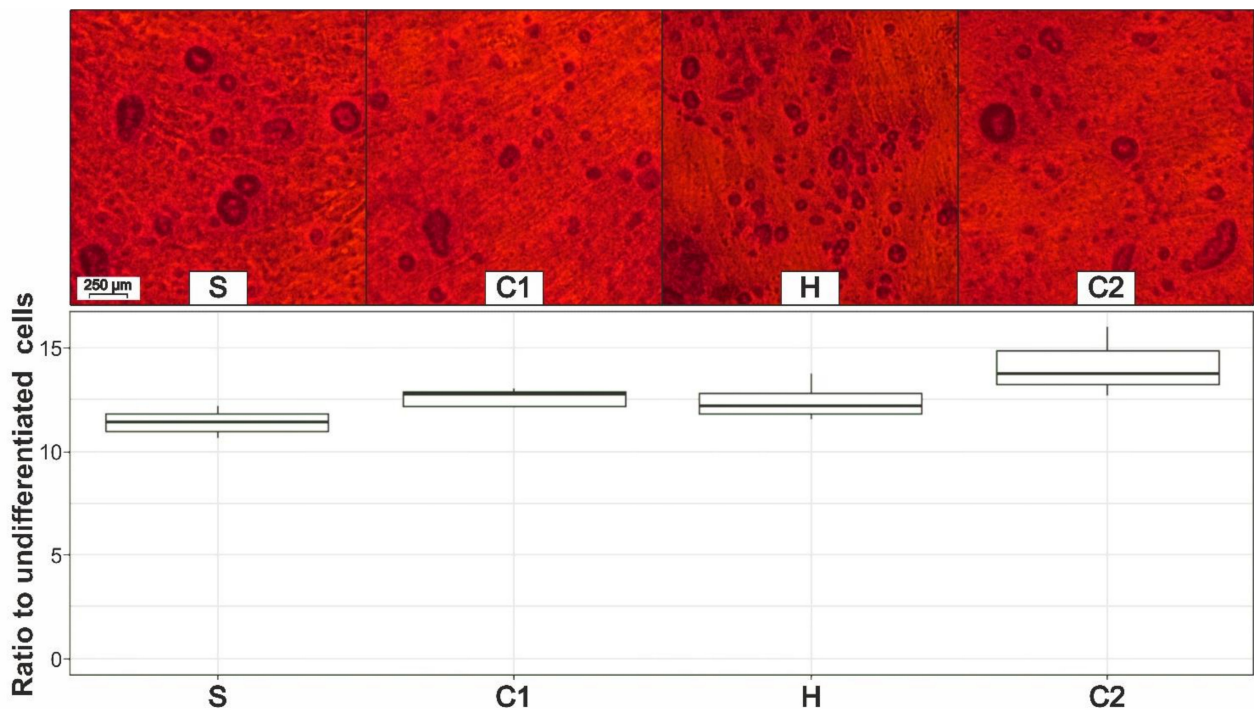 250 µm
S
C1
H
C2
Ratio to undifferentiated cells
15
10
5
0
S
C1
H
C2